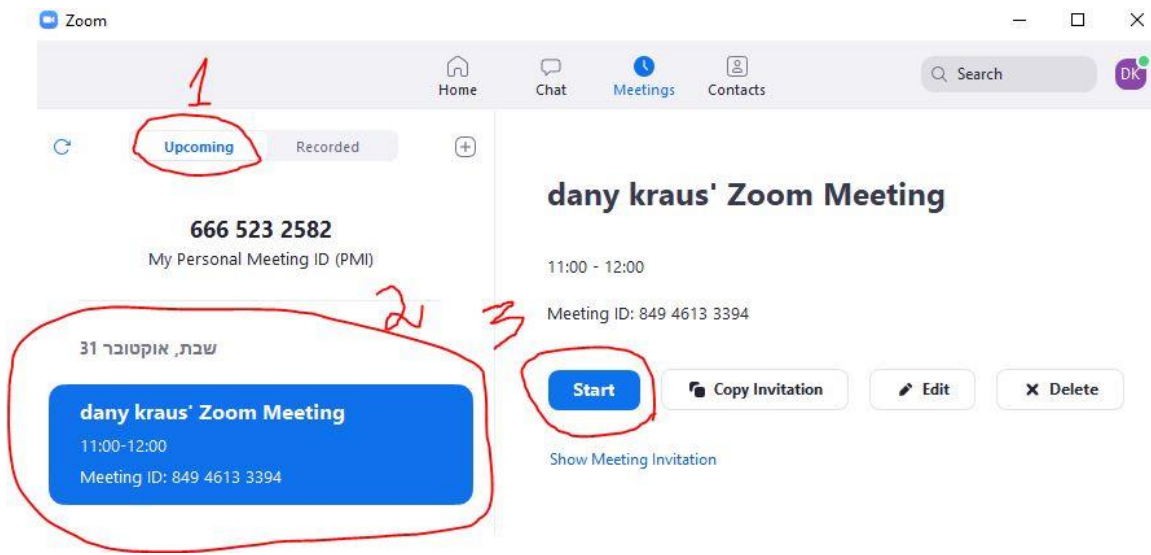 Zoom
Home
Chat
Meetings
Contacts
Search
DK
1
Upcoming
Recorded
666 523 2582
My Personal Meeting ID (PMI)
2
שבת, אוקטובר 31
dany kraus' Zoom Meeting
11:00-12:00
Meeting ID: 849 4613 3394
dany kraus' Zoom Meeting
11:00 - 12:00
Meeting ID: 849 4613 3394
3
Start
Copy Invitation
Edit
Delete
Show Meeting Invitation